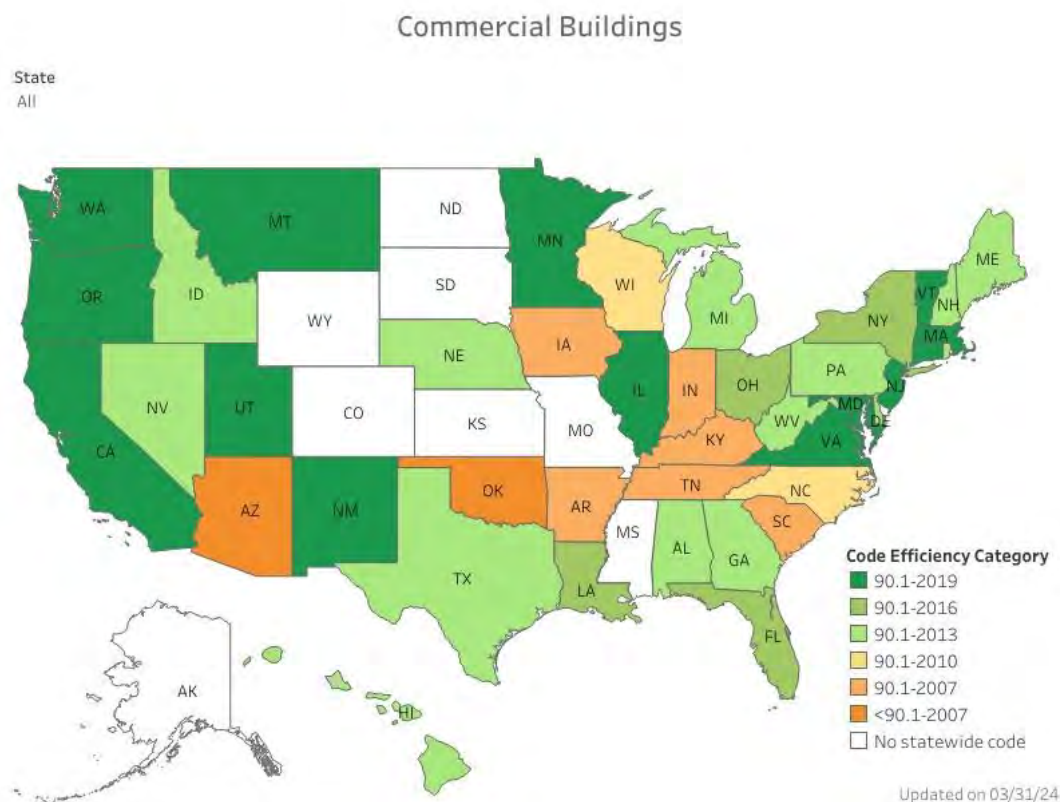 Commercial Buildings
State
All
WA
MT
ND
MN
OR
ID
WY
SD
WI
MI
NY
VT
NH
ME
MA
NV
UT
CO
NE
IA
IL
IN
OH
PA
NJ
CA
KS
MO
KY
WV
VA
MD
DE
AZ
NM
OK
AR
TN
NC
SC
TX
LA
MS
AL
GA
FL
AK
HI
Code Efficiency Category
90.1-2019
90.1-2016
90.1-2013
90.1-2010
90.1-2007
<90.1-2007
No statewide code
Updated on 03/31/24